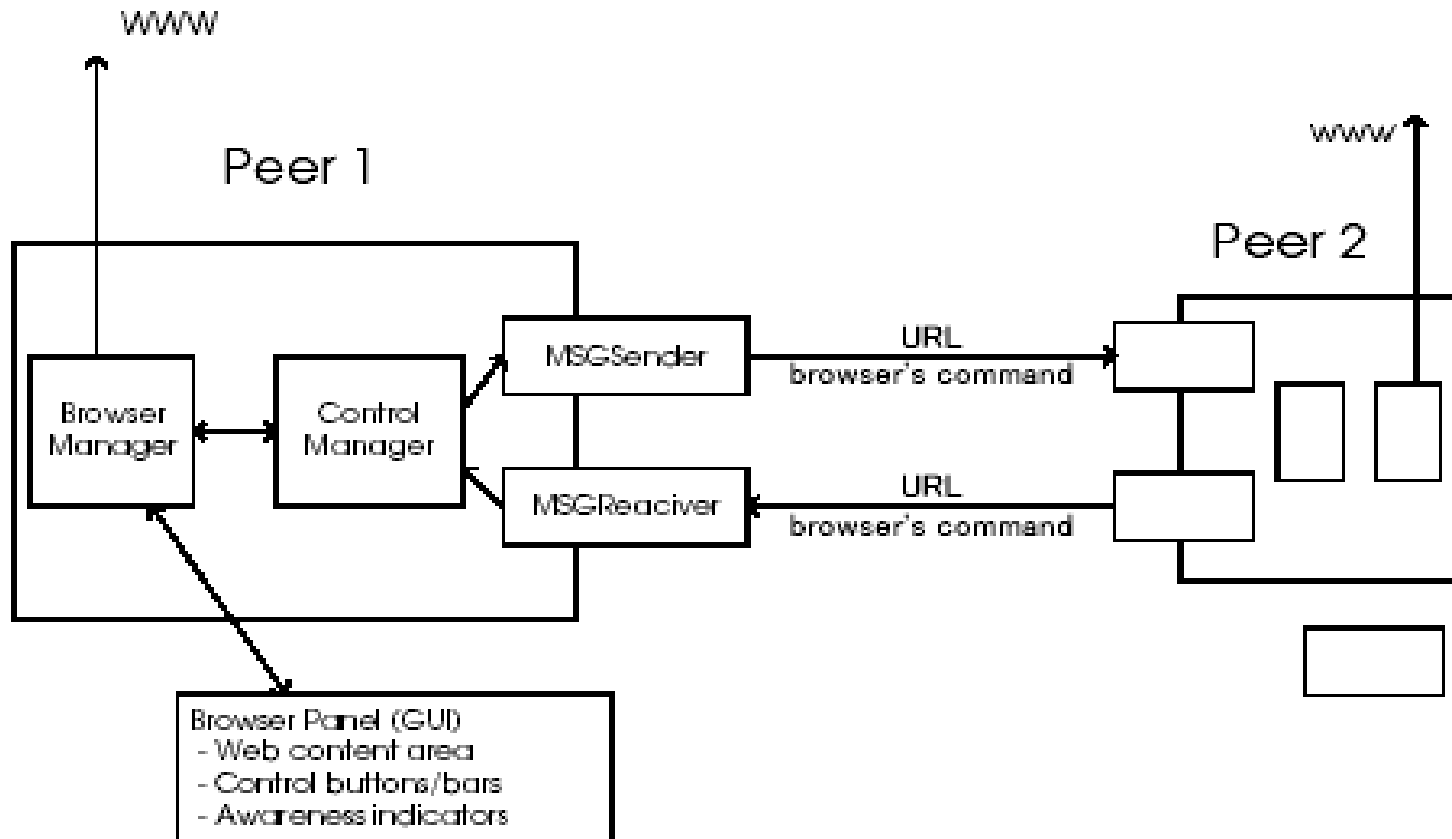 WWW
Peer 1
www
Peer 2
MSGSender
URL
browser's command
Browser
Manager
Control
Manager
MSGReaciver
URL
browser's command
Browser Panel (GUI)
- Web content area
- Control buttons/bars
- Awareness indicators